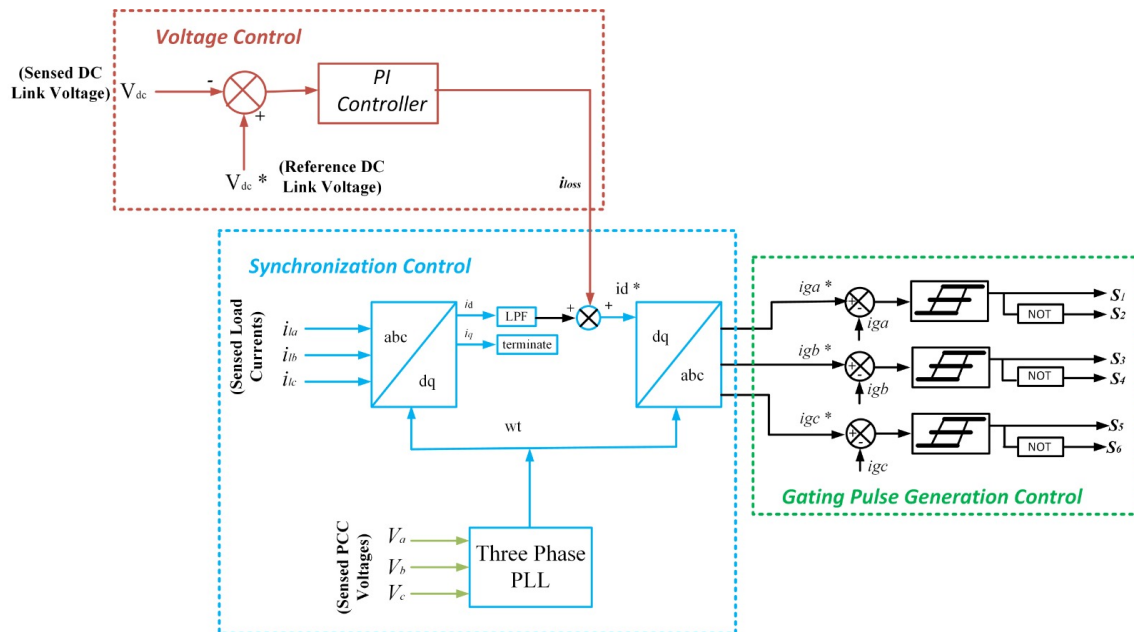 Voltage Control
(Sensed DC
Link Voltage)
Vdc
-
+
PI
Controller
Vdc *
(Reference DC
Link Voltage)
iloss
Synchronization Control
(Sensed Load
Currents)
ila
ilb
ilc
abc
dq
id
iq
LPF
terminate
+
+
id *
dq
abc
wt
(Sensed PCC
Voltages)
Va
Vb
Vc
Three Phase
PLL
iga *
+
-
iga
NOT
S1
S2
igb *
+
-
igb
NOT
S3
S4
igc *
+
-
igc
NOT
S5
S6
Gating Pulse Generation Control